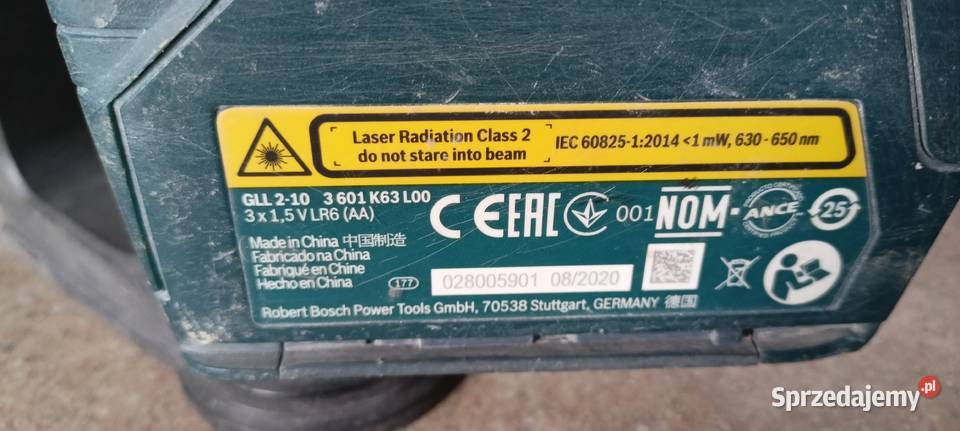 Laser Radiation Class 2
do not stare into beam
IEC 60825-1:2014 <1 mW, 630 - 650 nm
GLL 2-10 3 601 K63 L00
3 x 1,5 V LR6 (AA)
CE EAC 001 NOM-ANCE 25
Made in China 中国制造
Fabricado na China
Fabriqué en Chine
Hecho en China
177
028005901 08/2020
Robert Bosch Power Tools GmbH, 70538 Stuttgart, GERMANY 德国
Sprzedajemy.pl